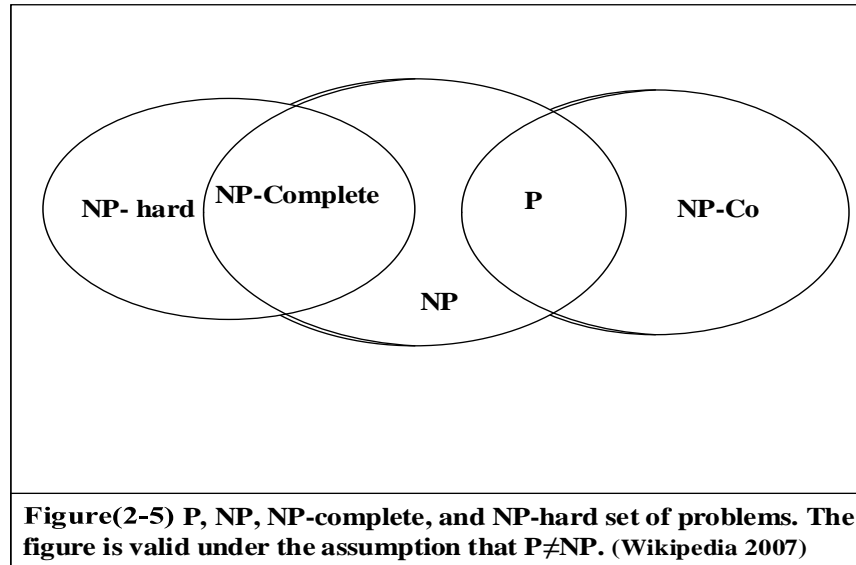 NP- hard
NP-Complete
P
NP-Co
NP
Figure(2-5) P, NP, NP-complete, and NP-hard set of problems. The
figure is valid under the assumption that P≠NP. (Wikipedia 2007)